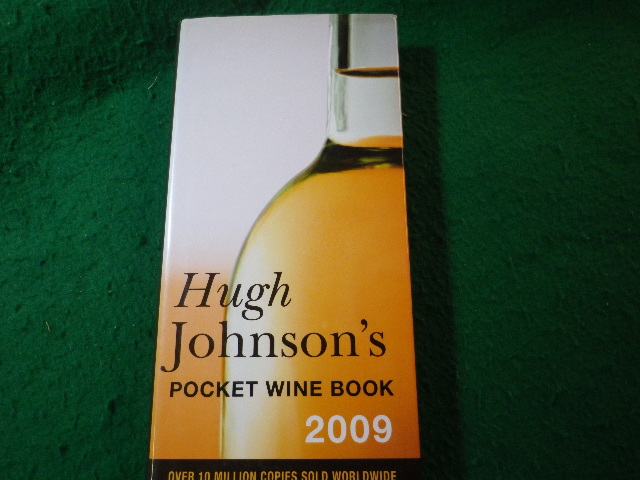 Hugh
Johnson's
POCKET WINE BOOK
2009
OVER 10 MILLION COPIES SOLD WORLDWIDE